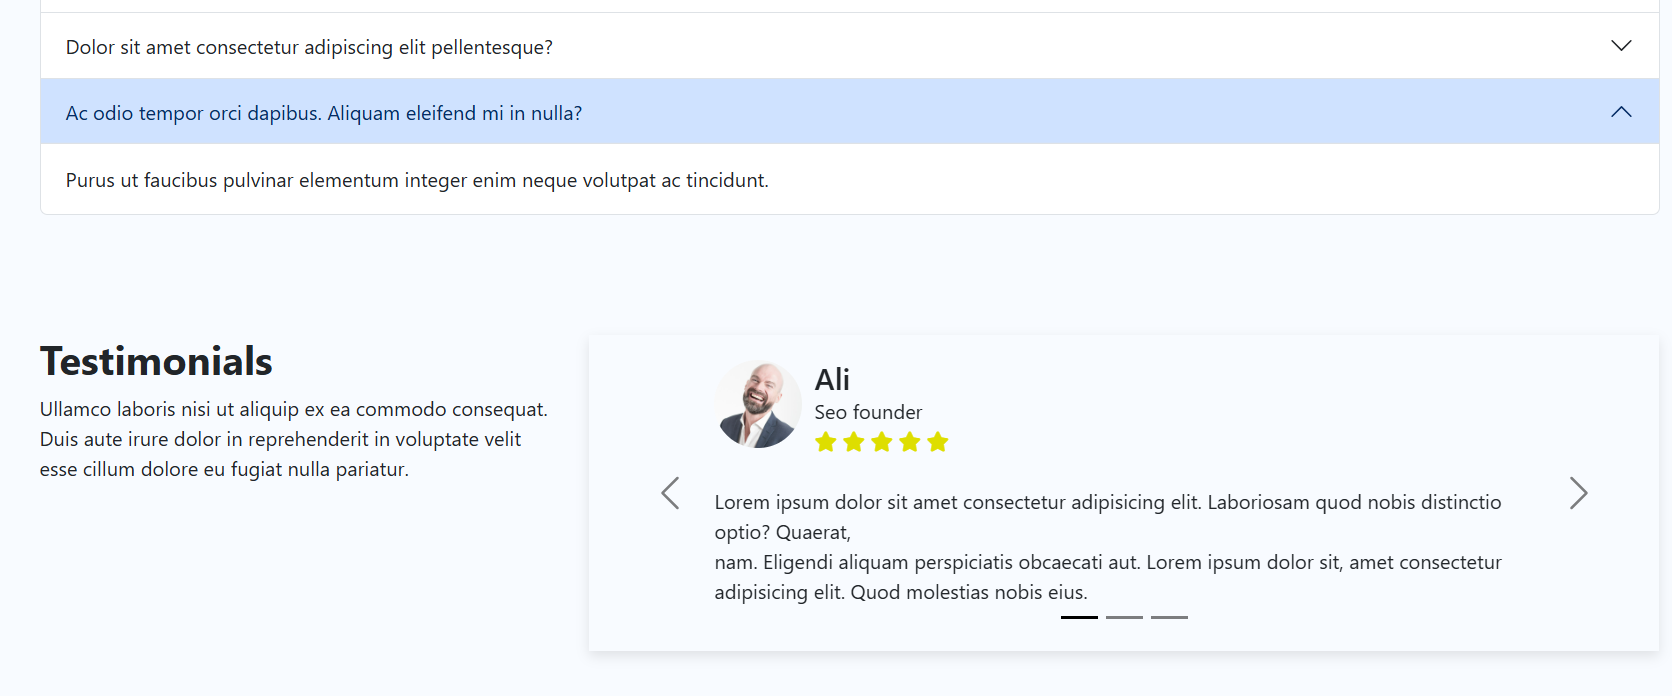 Dolor sit amet consectetur adipiscing elit pellentesque?
Ac odio tempor orci dapibus. Aliquam eleifend mi in nulla?
Purus ut faucibus pulvinar elementum integer enim neque volutpat ac tincidunt.
Testimonials
Ullamco laboris nisi ut aliquip ex ea commodo consequat.
Duis aute irure dolor in reprehenderit in voluptate velit
esse cillum dolore eu fugiat nulla pariatur.
Ali
Seo founder
Lorem ipsum dolor sit amet consectetur adipisicing elit. Laboriosam quod nobis distinctio
optio? Quaerat,
nam. Eligendi aliquam perspiciatis obcaecati aut. Lorem ipsum dolor sit, amet consectetur
adipisicing elit. Quod molestias nobis eius.